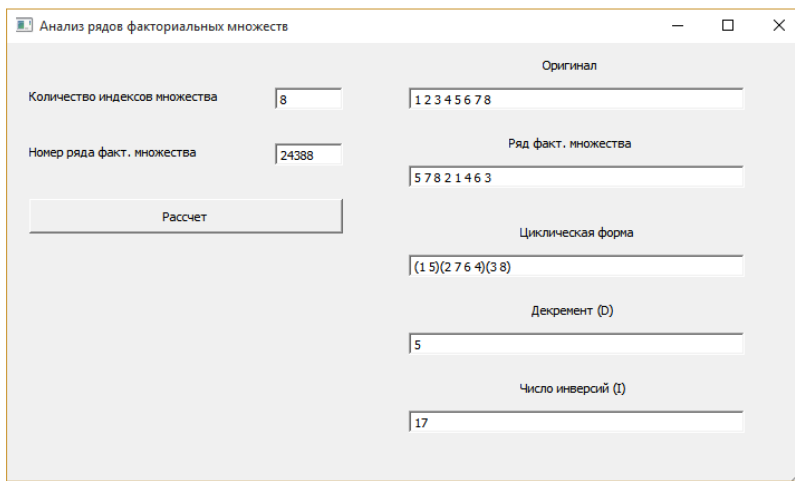 Анализ рядов факториальных множеств
Количество индексов множества
8
Номер ряда факт. множества
24388
Рассчет
Оригинал
1 2 3 4 5 6 7 8
Ряд факт. множества
5 7 8 2 1 4 6 3
Циклическая форма
(1 5)(2 7 6 4)(3 8)
Декремент (D)
5
Число инверсий (I)
17